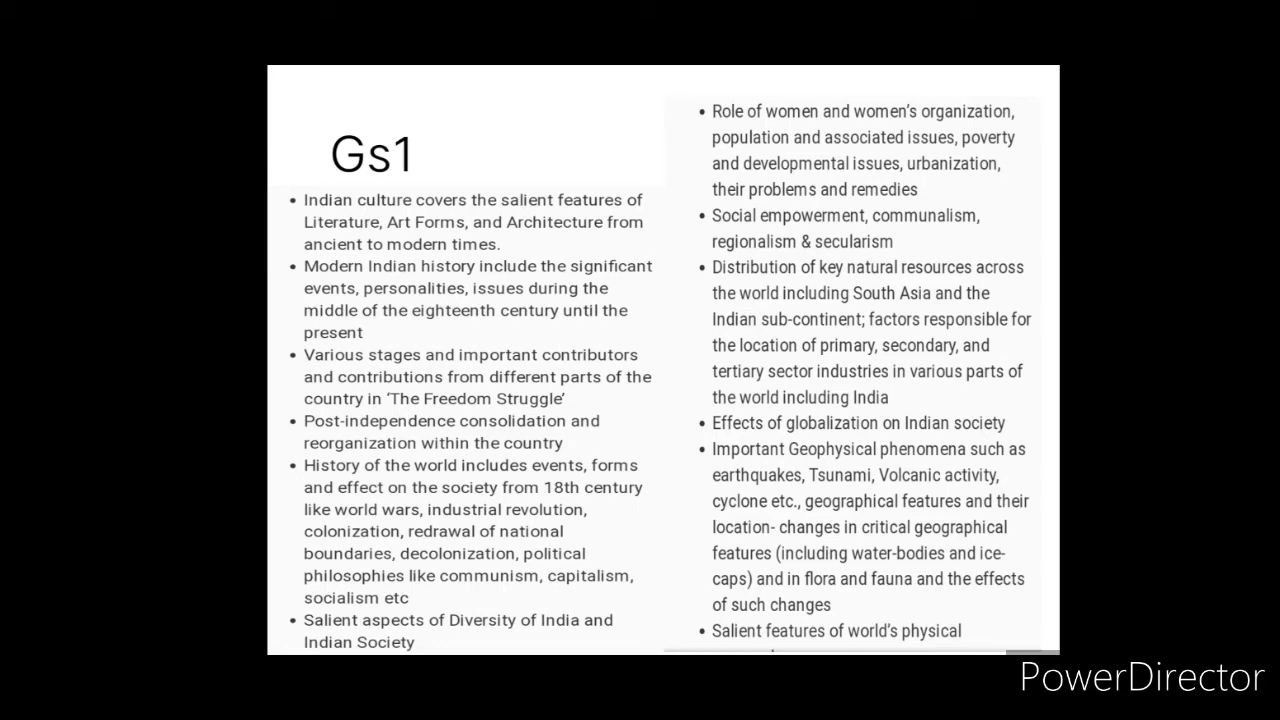 Gs1
• Indian culture covers the salient features of
Literature, Art Forms, and Architecture from
ancient to modern times.
• Modern Indian history include the significant
events, personalities, issues during the
middle of the eighteenth century until the
present
• Various stages and important contributors
and contributions from different parts of the
country in ‘The Freedom Struggle’
• Post-independence consolidation and
reorganization within the country
• History of the world includes events, forms
and effect on the society from 18th century
like world wars, industrial revolution,
colonization, redrawal of national
boundaries, decolonization, political
philosophies like communism, capitalism,
socialism etc
• Salient aspects of Diversity of India and
Indian Society
• Role of women and women’s organization,
population and associated issues, poverty
and developmental issues, urbanization,
their problems and remedies
• Social empowerment, communalism,
regionalism & secularism
• Distribution of key natural resources across
the world including South Asia and the
Indian sub-continent; factors responsible for
the location of primary, secondary, and
tertiary sector industries in various parts of
the world including India
• Effects of globalization on Indian society
• Important Geophysical phenomena such as
earthquakes, Tsunami, Volcanic activity,
cyclone etc., geographical features and their
location- changes in critical geographical
features (including water-bodies and ice-
caps) and in flora and fauna and the effects
of such changes
• Salient features of world’s physical
PowerDirector